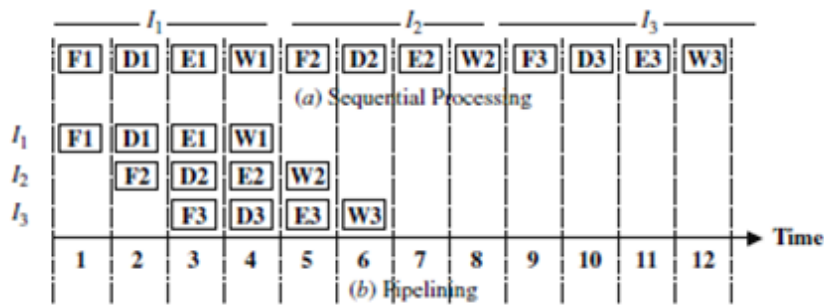 I1 I2 I3
F1 D1 E1 W1 F2 D2 E2 W2 F3 D3 E3 W3
(a) Sequential Processing
I1 F1 D1 E1 W1
I2 F2 D2 E2 W2
I3 F3 D3 E3 W3
Time
1 2 3 4 5 6 7 8 9 10 11 12
(b) Pipelining